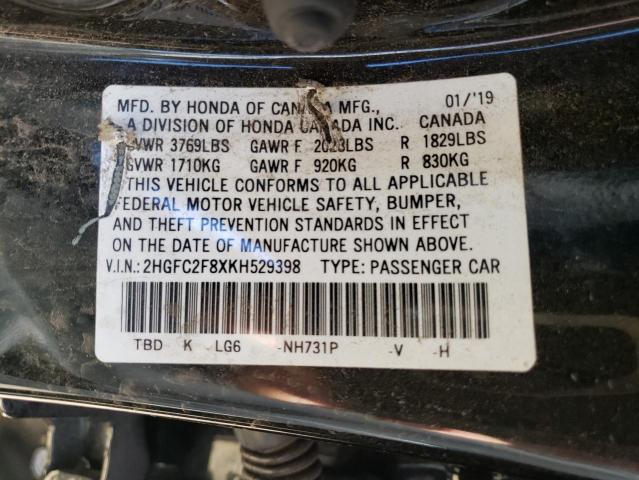 MFD. BY HONDA OF CANADA MFG., 01/'19
A DIVISION OF HONDA CANADA INC. CANADA
GVWR 3769LBS GAWR F 2028LBS R 1829LBS
GVWR 1710KG GAWR F 920KG R 830KG
THIS VEHICLE CONFORMS TO ALL APPLICABLE
FEDERAL MOTOR VEHICLE SAFETY, BUMPER,
AND THEFT PREVENTION STANDARDS IN EFFECT
ON THE DATE OF MANUFACTURE SHOWN ABOVE.
V.I.N.: 2HGFC2F8XKH529398 TYPE: PASSENGER CAR
TBD K LG6 -NH731P -V -H